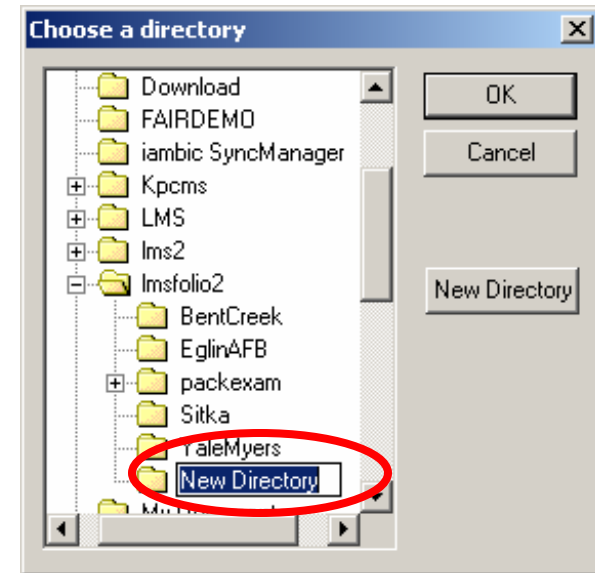 Choose a directory
Download
OK
FAIRDEMO
iambic SyncManager
Cancel
Kpcms
LMS
lms2
lmsfolio2
New Directory
BentCreek
EglinAFB
packexam
Sitka
YaleMyers
New Directory